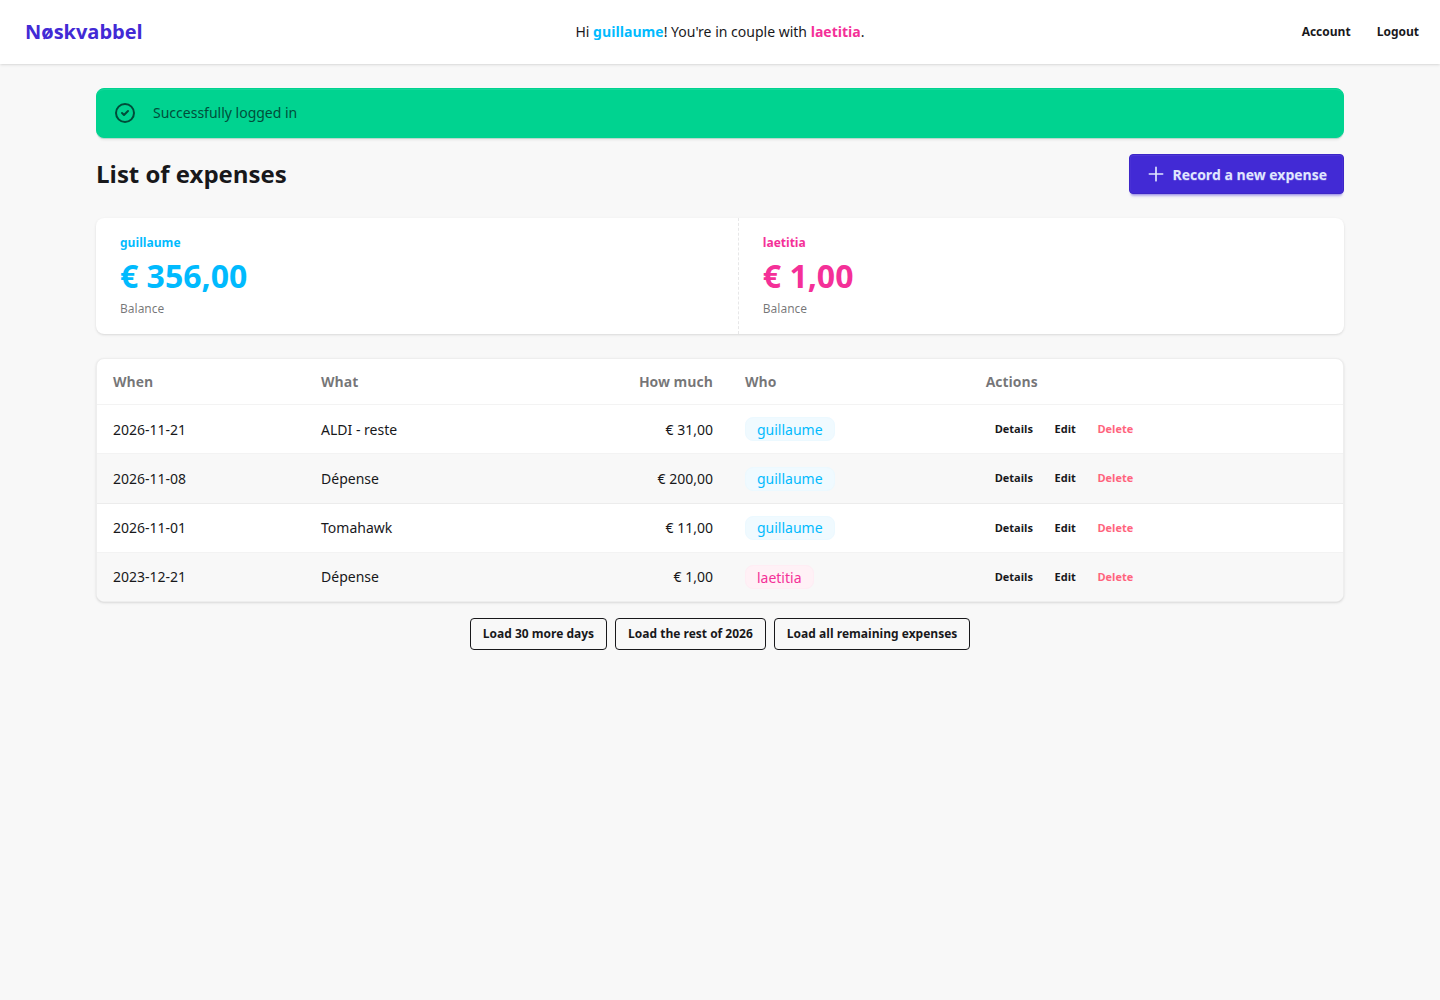 Nøskvabbel
Hi guillaume! You're in couple with laetitia.
Account Logout
Successfully logged in
List of expenses
Record a new expense
guillaume
€ 356,00
Balance
laetitia
€ 1,00
Balance
When What How much Who Actions
2026-11-21 ALDI - reste € 31,00 guillaume Details Edit Delete
2026-11-08 Dépense € 200,00 guillaume Details Edit Delete
2026-11-01 Tomahawk € 11,00 guillaume Details Edit Delete
2023-12-21 Dépense € 1,00 laetitia Details Edit Delete
Load 30 more days Load the rest of 2026 Load all remaining expenses